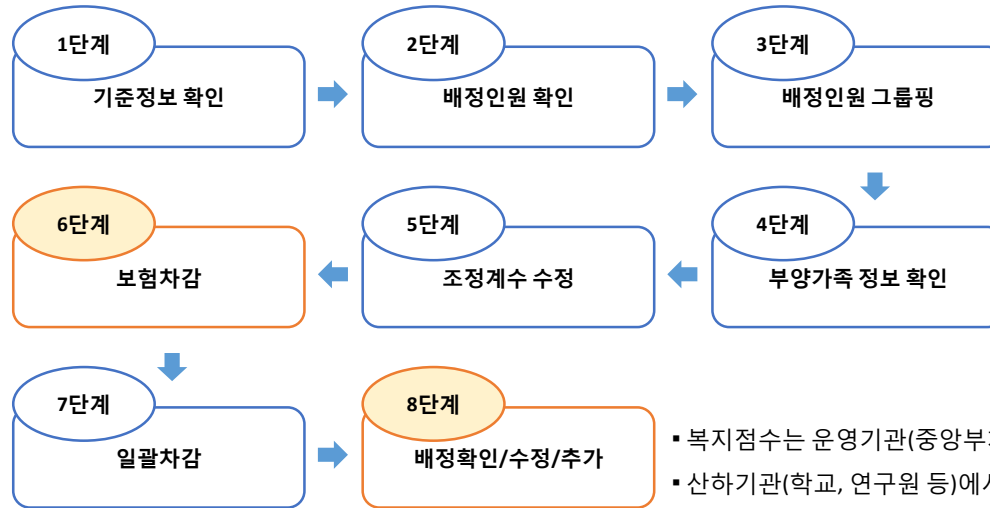 1단계
기준정보 확인
2단계
배정인원 확인
3단계
배정인원 그룹핑
4단계
부양가족 정보 확인
5단계
조정계수 수정
6단계
보험차감
7단계
일괄차감
8단계
배정확인/수정/추가
▪ 복지점수는 운영기관(중앙부
▪ 산하기관(학교, 연구원 등)에